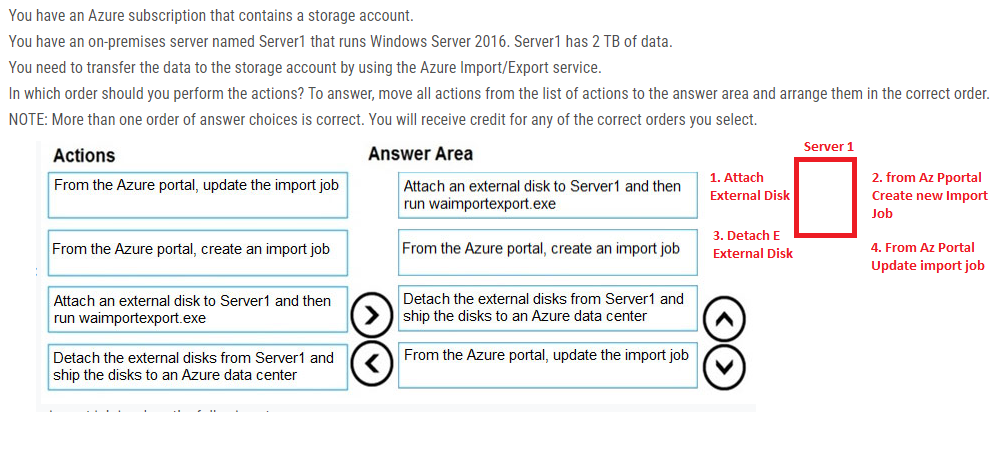 You have an Azure subscription that contains a storage account.
You have an on-premises server named Server1 that runs Windows Server 2016. Server1 has 2 TB of data.
You need to transfer the data to the storage account by using the Azure Import/Export service.
In which order should you perform the actions? To answer, move all actions from the list of actions to the answer area and arrange them in the correct order.
NOTE: More than one order of answer choices is correct. You will receive credit for any of the correct orders you select.
Actions
From the Azure portal, update the import job
From the Azure portal, create an import job
Attach an external disk to Server1 and then
run waimportexport.exe
Detach the external disks from Server1 and
ship the disks to an Azure data center
Answer Area
Attach an external disk to Server1 and then
run waimportexport.exe
From the Azure portal, create an import job
Detach the external disks from Server1 and
ship the disks to an Azure data center
From the Azure portal, update the import job
Server 1
1. Attach
External Disk
2. from Az Pportal
Create new Import
Job
3. Detach E
External Disk
4. From Az Portal
Update import job